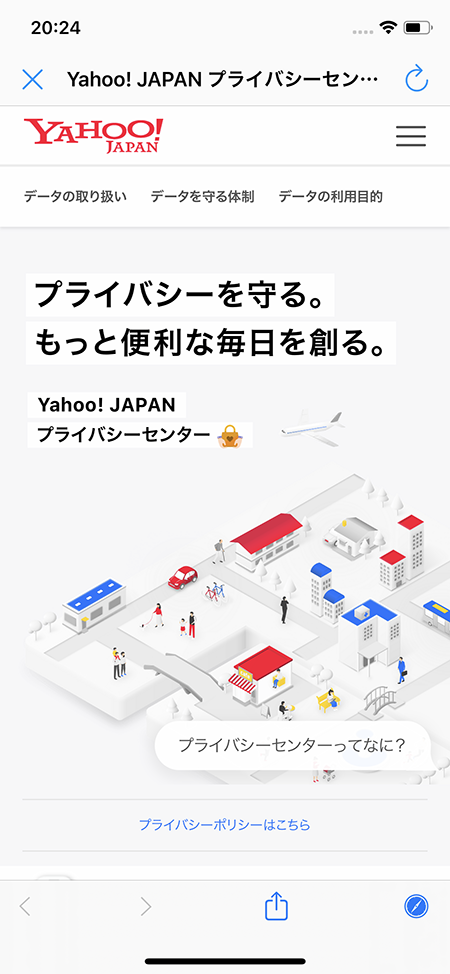 20:24
Yahoo! JAPAN プライバシーセン…
YAHOO!
JAPAN
データの取り扱い データを守る体制 データの利用目的
プライバシーを守る。
もっと便利な毎日を創る。
Yahoo! JAPAN
プライバシーセンター
プライバシーセンターってなに？
プライバシーポリシーはこちら